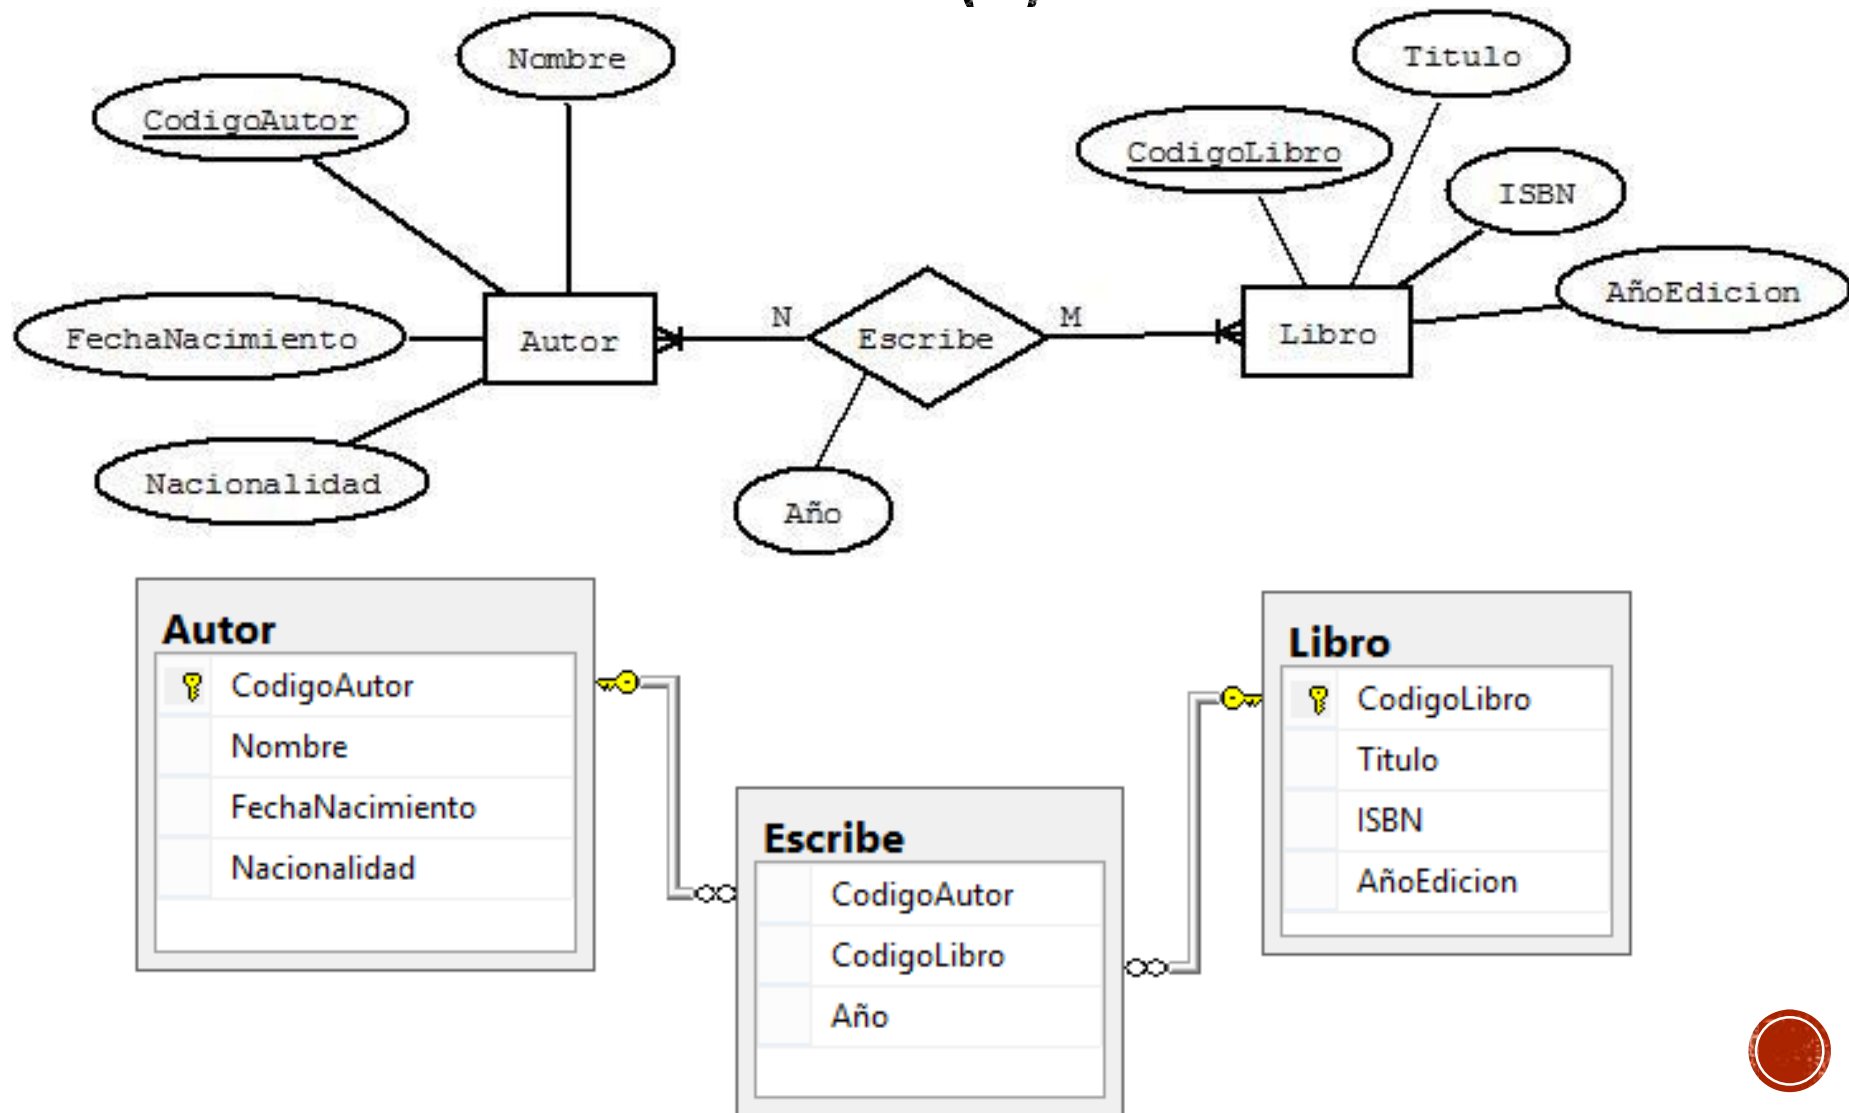 Nombre
Titulo
CodigoAutor
CodigoLibro
ISBN
AñoEdicion
FechaNacimiento
Autor
N
Escribe
M
Libro
Nacionalidad
Año
Autor
CodigoAutor
Nombre
FechaNacimiento
Nacionalidad
Escribe
CodigoAutor
CodigoLibro
Año
Libro
CodigoLibro
Titulo
ISBN
AñoEdicion